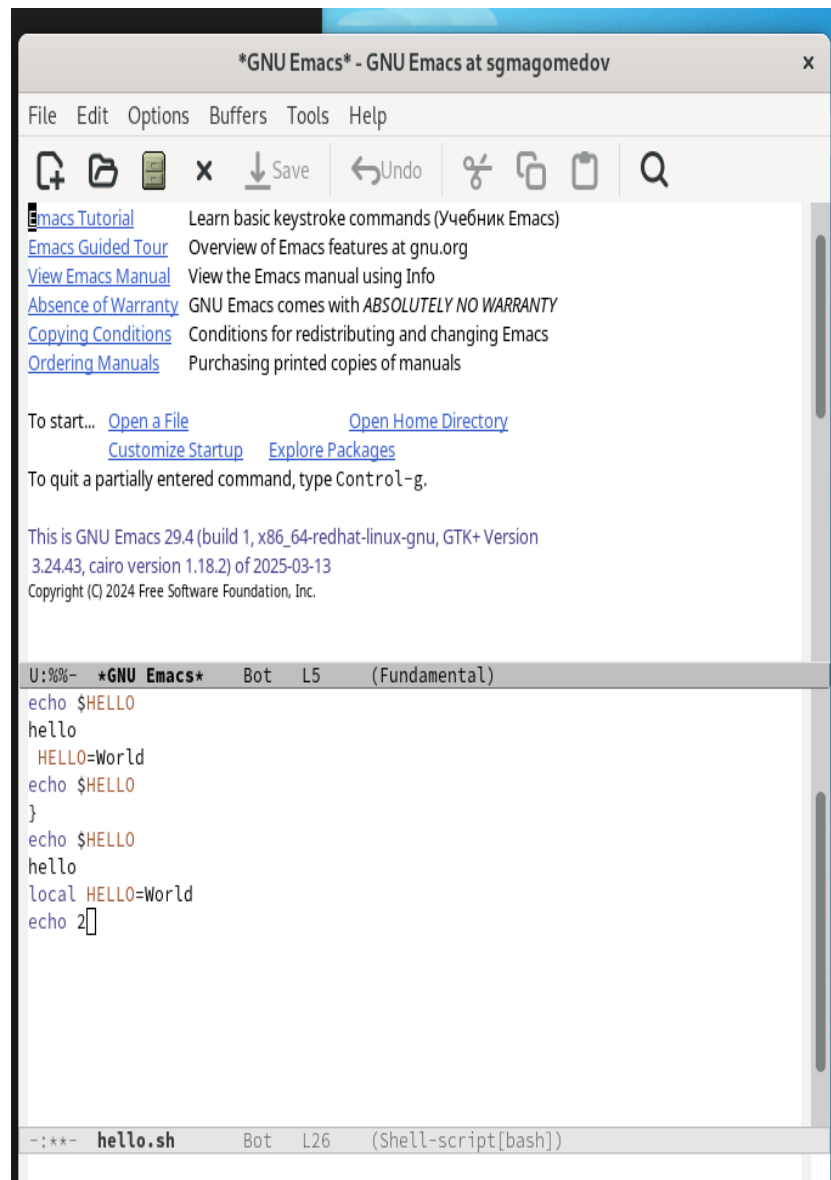 *GNU Emacs* - GNU Emacs at sgmagomedov x
File Edit Options Buffers Tools Help
Save Undo
Emacs Tutorial Learn basic keystroke commands (Учебник Emacs)
Emacs Guided Tour Overview of Emacs features at gnu.org
View Emacs Manual View the Emacs manual using Info
Absence of Warranty GNU Emacs comes with ABSOLUTELY NO WARRANTY
Copying Conditions Conditions for redistributing and changing Emacs
Ordering Manuals Purchasing printed copies of manuals
To start... Open a File Open Home Directory
Customize Startup Explore Packages
To quit a partially entered command, type Control-g.
This is GNU Emacs 29.4 (build 1, x86_64-redhat-linux-gnu, GTK+ Version
3.24.43, cairo version 1.18.2) of 2025-03-13
Copyright (C) 2024 Free Software Foundation, Inc.
U:%%- *GNU Emacs* Bot L5 (Fundamental)
echo $HELLO
hello
HELLO=World
echo $HELLO
}
echo $HELLO
hello
local HELLO=World
echo 2
-:**- hello.sh Bot L26 (Shell-script[bash])